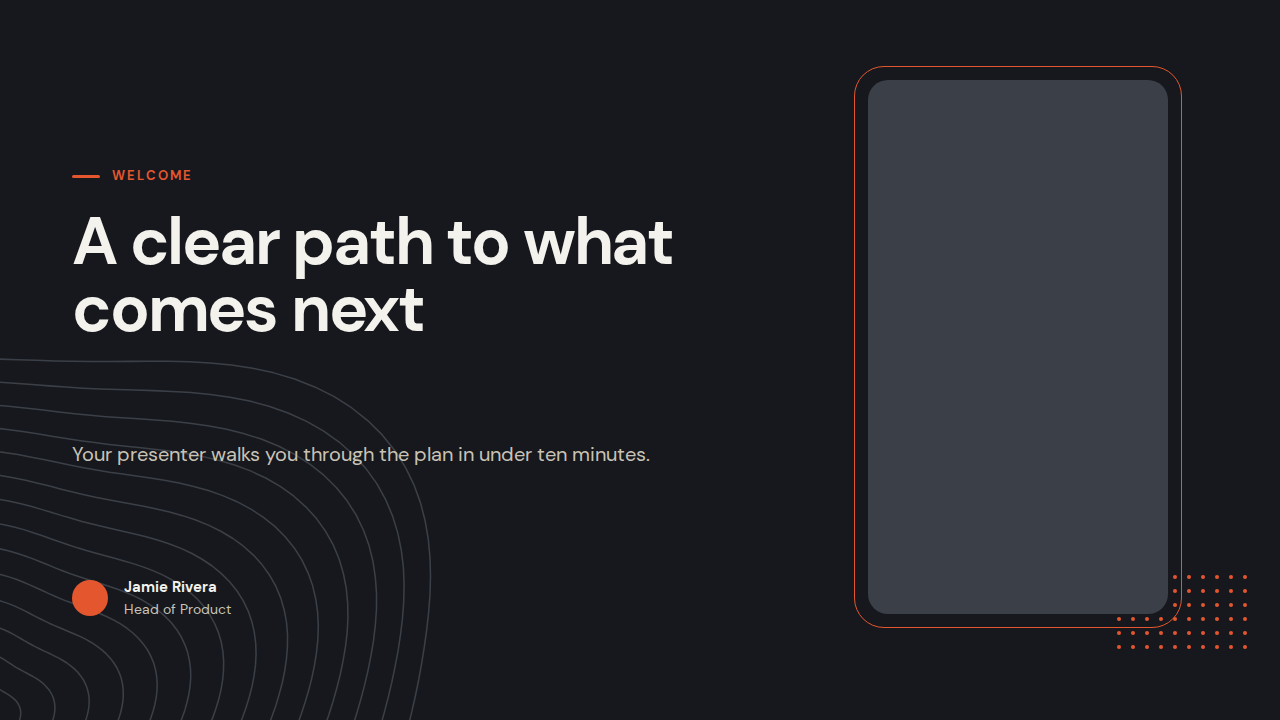 WELCOME
A clear path to what
comes next
Your presenter walks you through the plan in under ten minutes.
Jamie Rivera
Head of Product